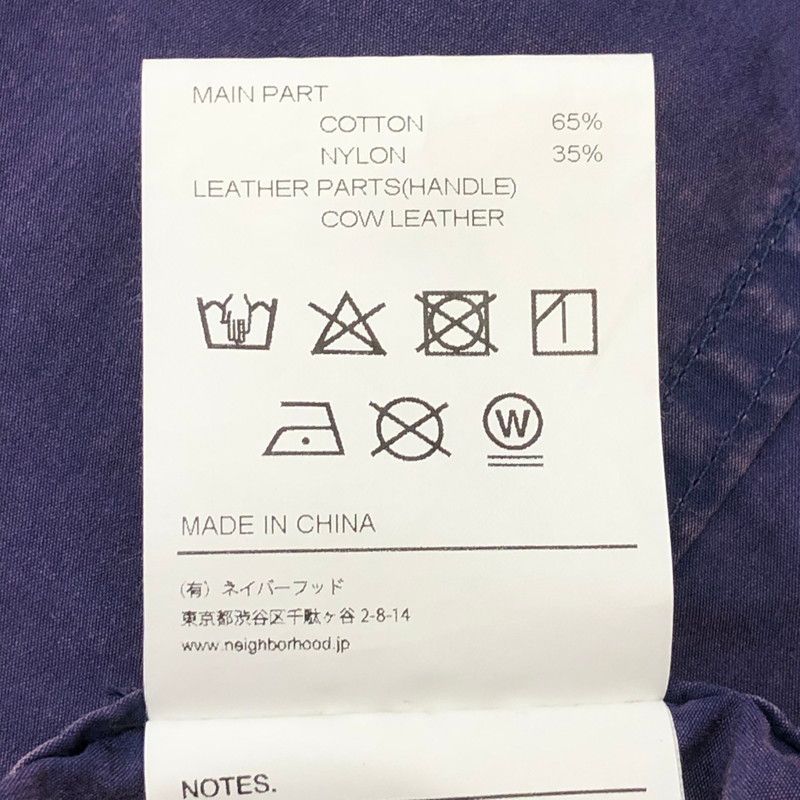 MAIN PART
COTTON 65%
NYLON 35%
LEATHER PARTS(HANDLE)
COW LEATHER
W
MADE IN CHINA
(有) ネイバーフッド
東京都渋谷区千駄ヶ谷 2-8-14
www.neighborhood.jp
NOTES.